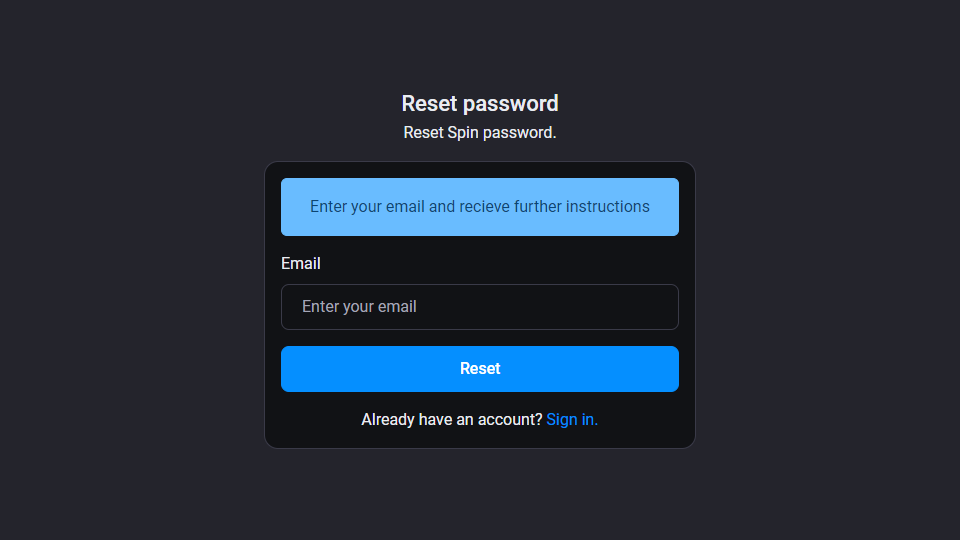 Reset password
Reset Spin password.
Enter your email and recieve further instructions
Email
Enter your email
Reset
Already have an account? Sign in.